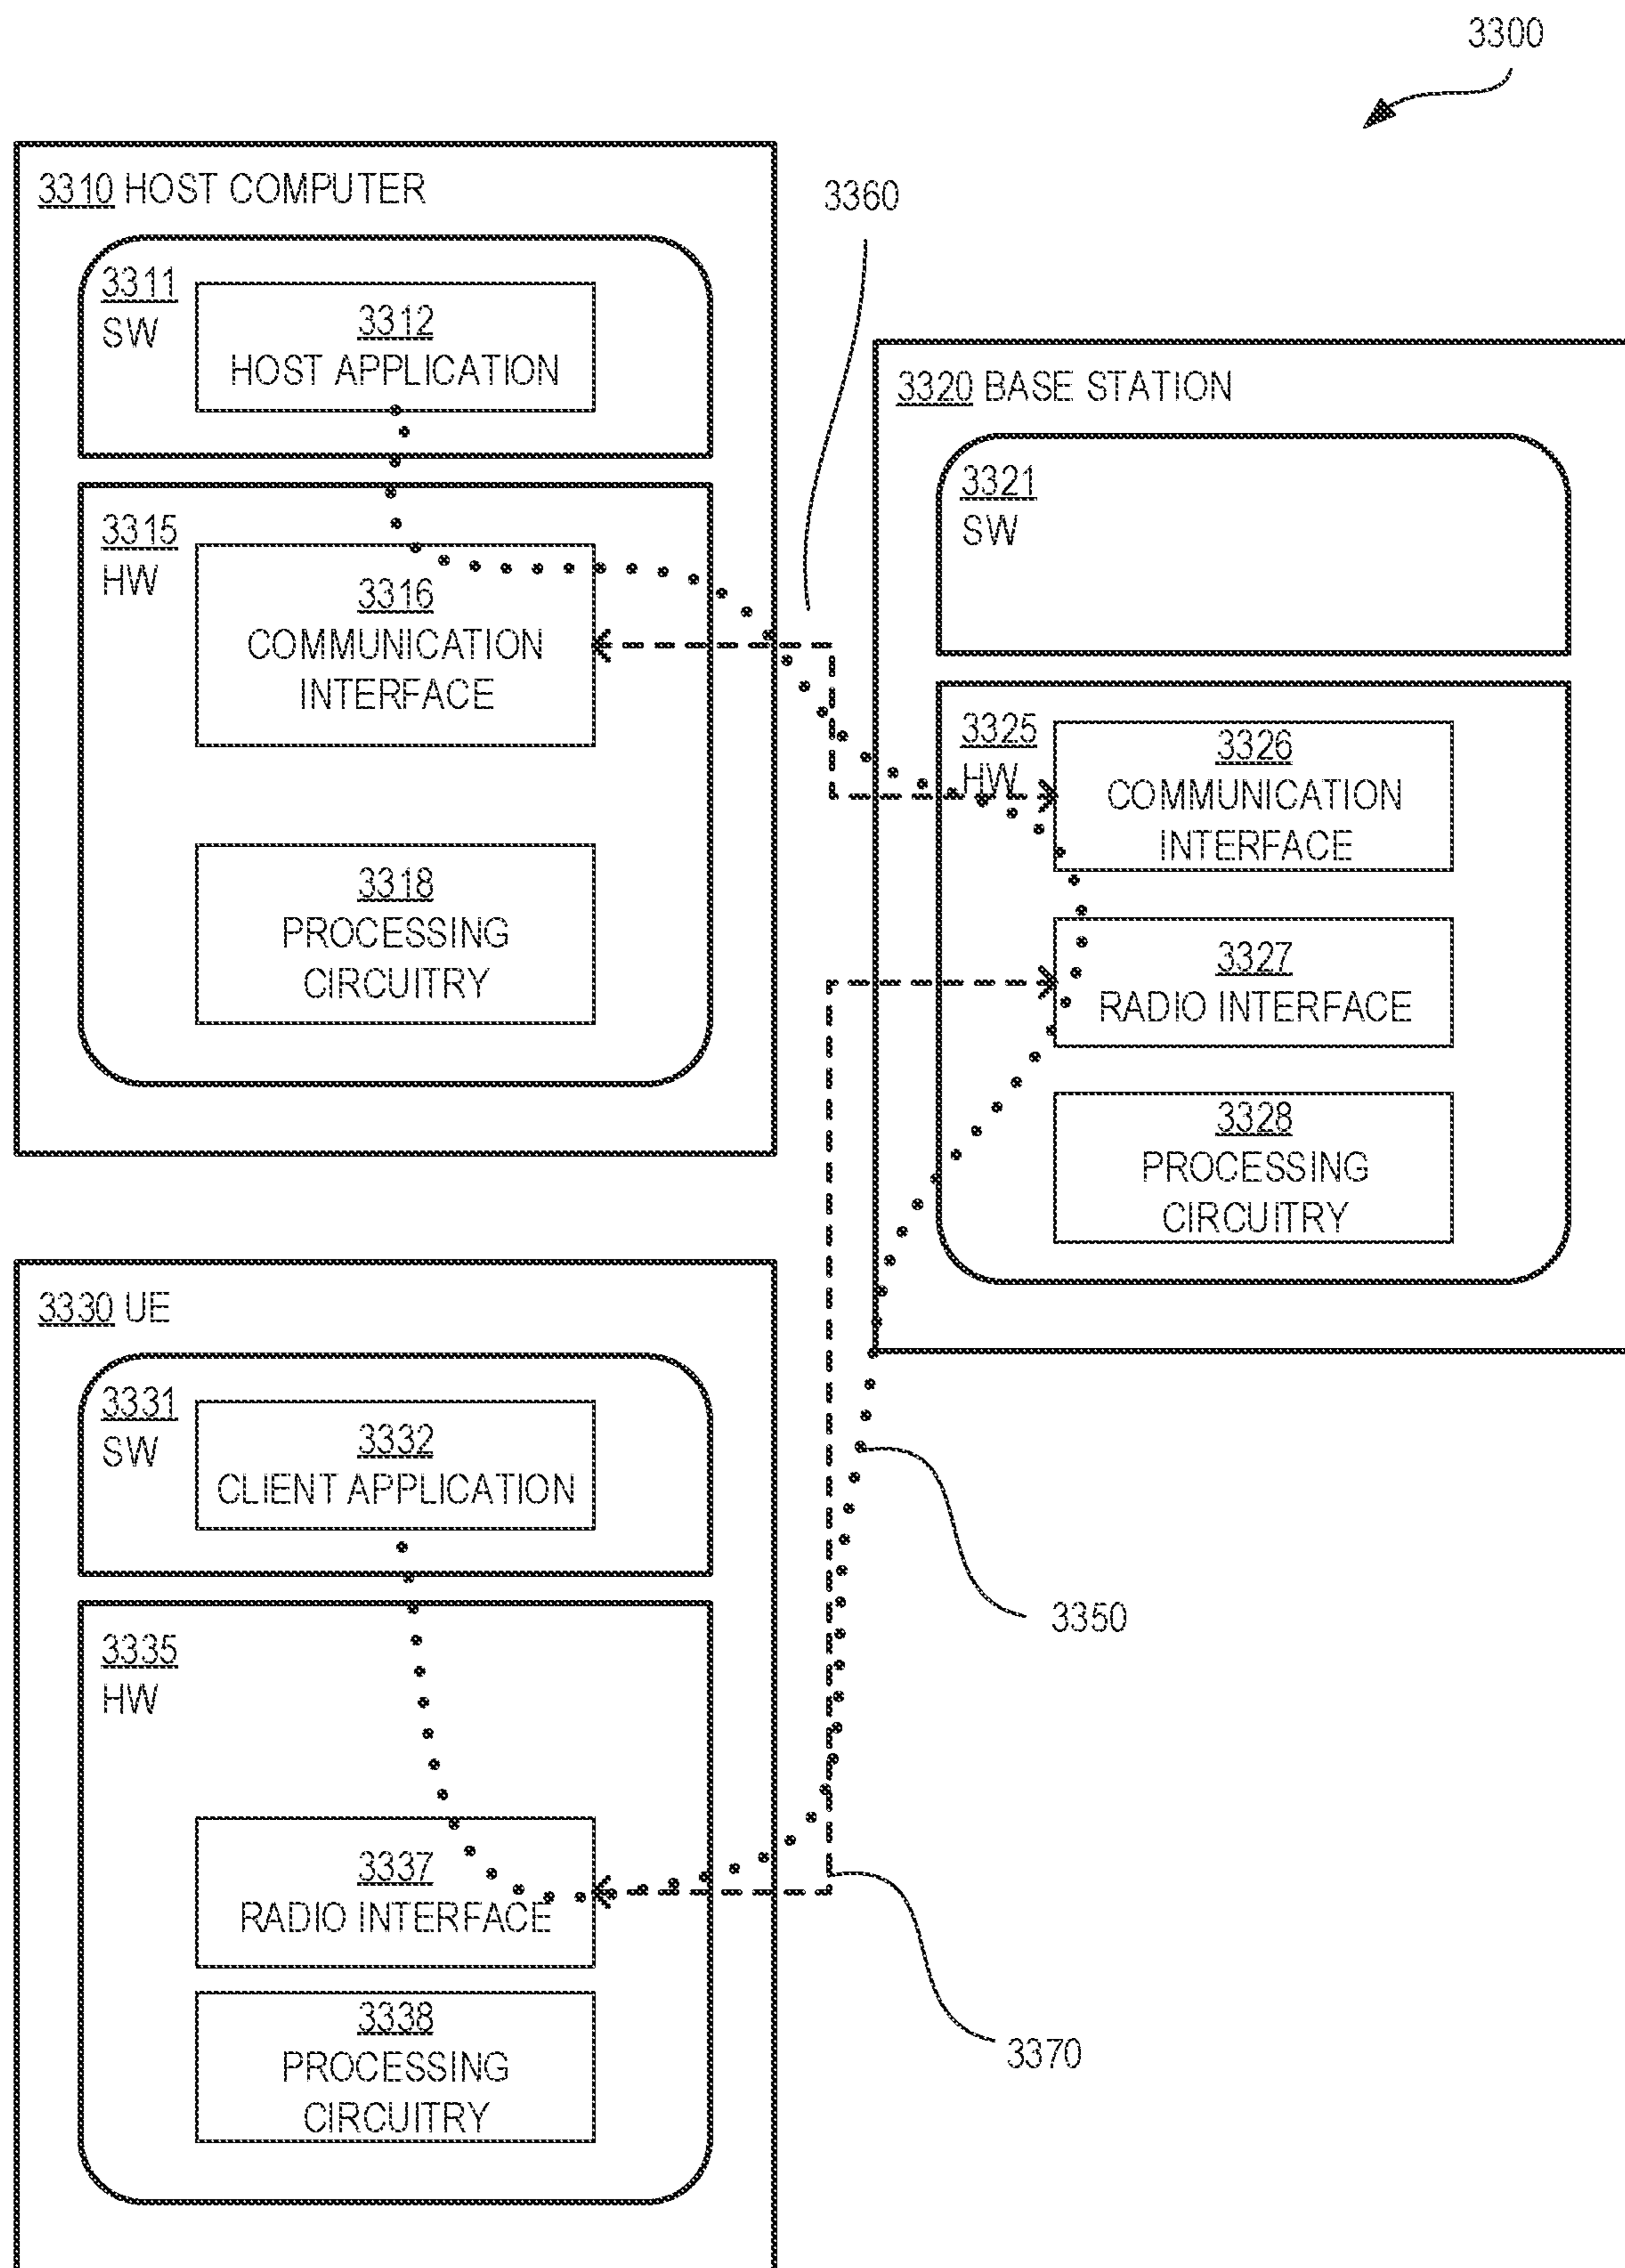 3300
3310 HOST COMPUTER
3360
3311
SW
3312
HOST APPLICATION
3315
HW
3316
COMMUNICATION
INTERFACE
3318
PROCESSING
CIRCUITRY
3320 BASE STATION
3321
SW
3325
HW
3326
COMMUNICATION
INTERFACE
3327
RADIO INTERFACE
3328
PROCESSING
CIRCUITRY
3330 UE
3331
SW
3332
CLIENT APPLICATION
3335
HW
3337
RADIO INTERFACE
3338
PROCESSING
CIRCUITRY
3350
3370